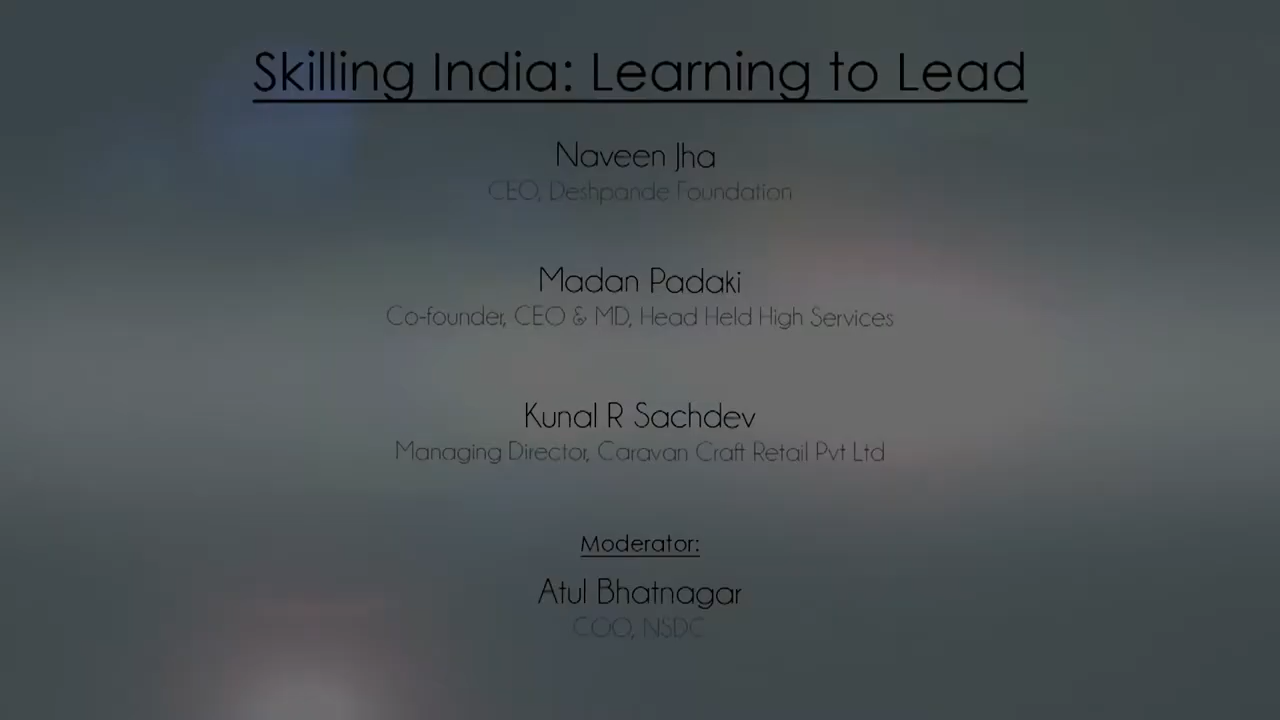 Skilling India: Learning to Lead
Naveen Jha
CEO, Deshpande Foundation
Madan Padaki
Co-founder, CEO & MD, Head Held High Services
Kunal R Sachdev
Managing Director, Caravan Craft Retail Pvt Ltd
Moderator:
Atul Bhatnagar
COO, NSDC